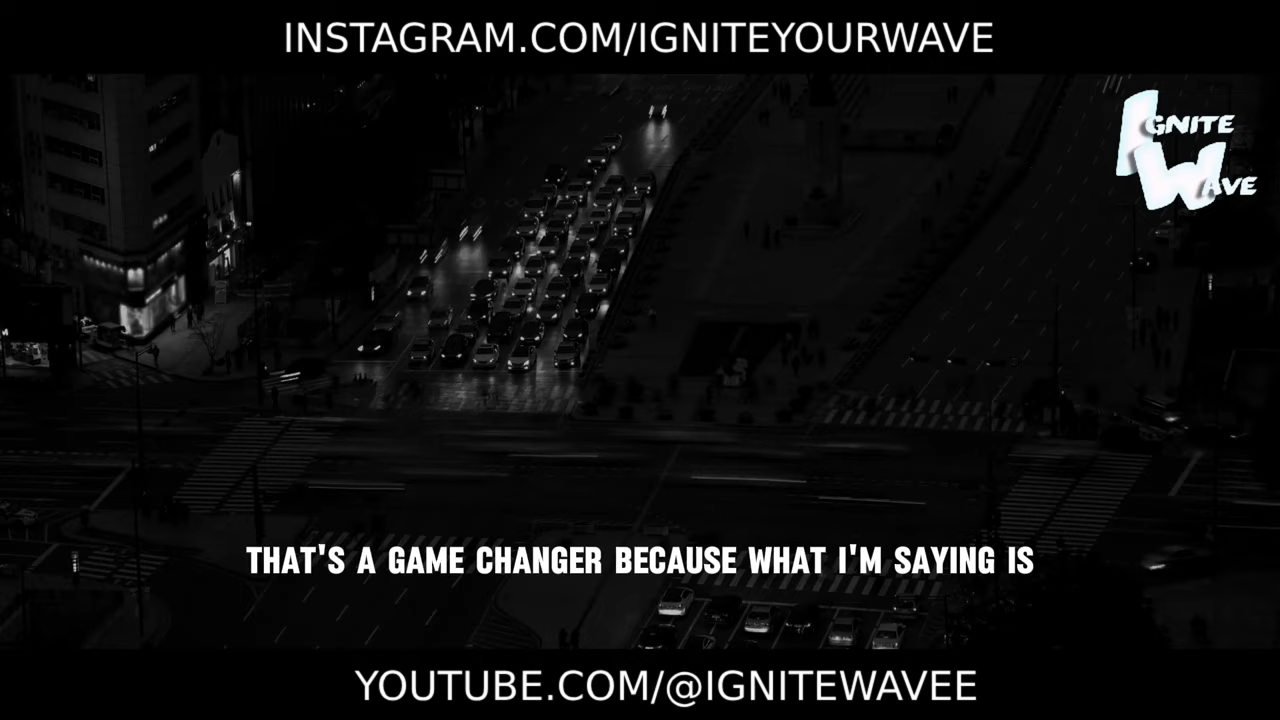 INSTAGRAM.COM/IGNITEYOURWAVE
IGNITE
WAVE
THAT'S A GAME CHANGER BECAUSE WHAT I'M SAYING IS
YOUTUBE.COM/@IGNITEWAVEE